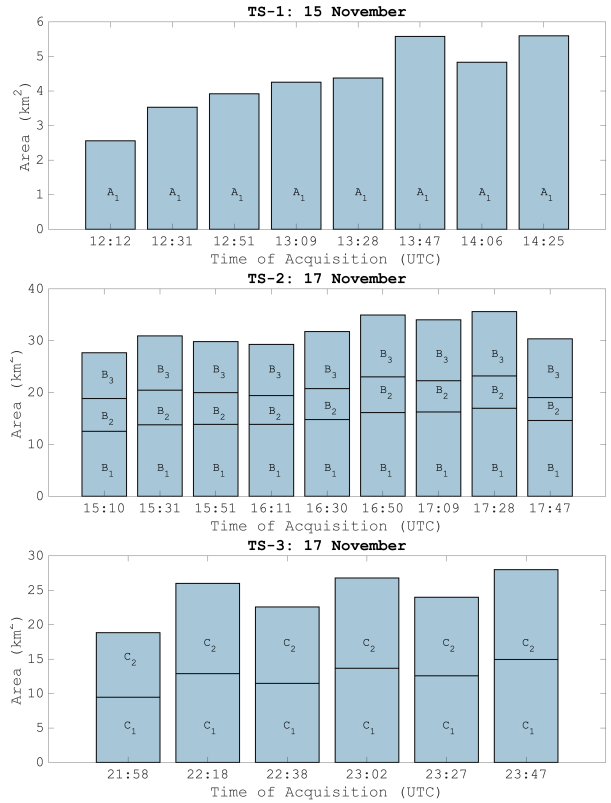 TS-1: 15 November
6
5
4
3
2
1
0
Area (km²)
A₁ A₁ A₁ A₁ A₁ A₁ A₁ A₁
12:12 12:31 12:51 13:09 13:28 13:47 14:06 14:25
Time of Acquisition (UTC)
TS-2: 17 November
40
30
20
10
0
Area (km²)
B₃ B₃ B₃ B₃ B₃ B₃ B₃ B₃ B₃
B₂ B₂ B₂ B₂ B₂ B₂ B₂ B₂ B₂
B₁ B₁ B₁ B₁ B₁ B₁ B₁ B₁ B₁
15:10 15:31 15:51 16:11 16:30 16:50 17:09 17:28 17:47
Time of Acquisition (UTC)
TS-3: 17 November
30
25
20
15
10
5
0
Area (km²)
C₂ C₂ C₂ C₂ C₂ C₂
C₁ C₁ C₁ C₁ C₁ C₁
21:58 22:18 22:38 23:02 23:27 23:47
Time of Acquisition (UTC)